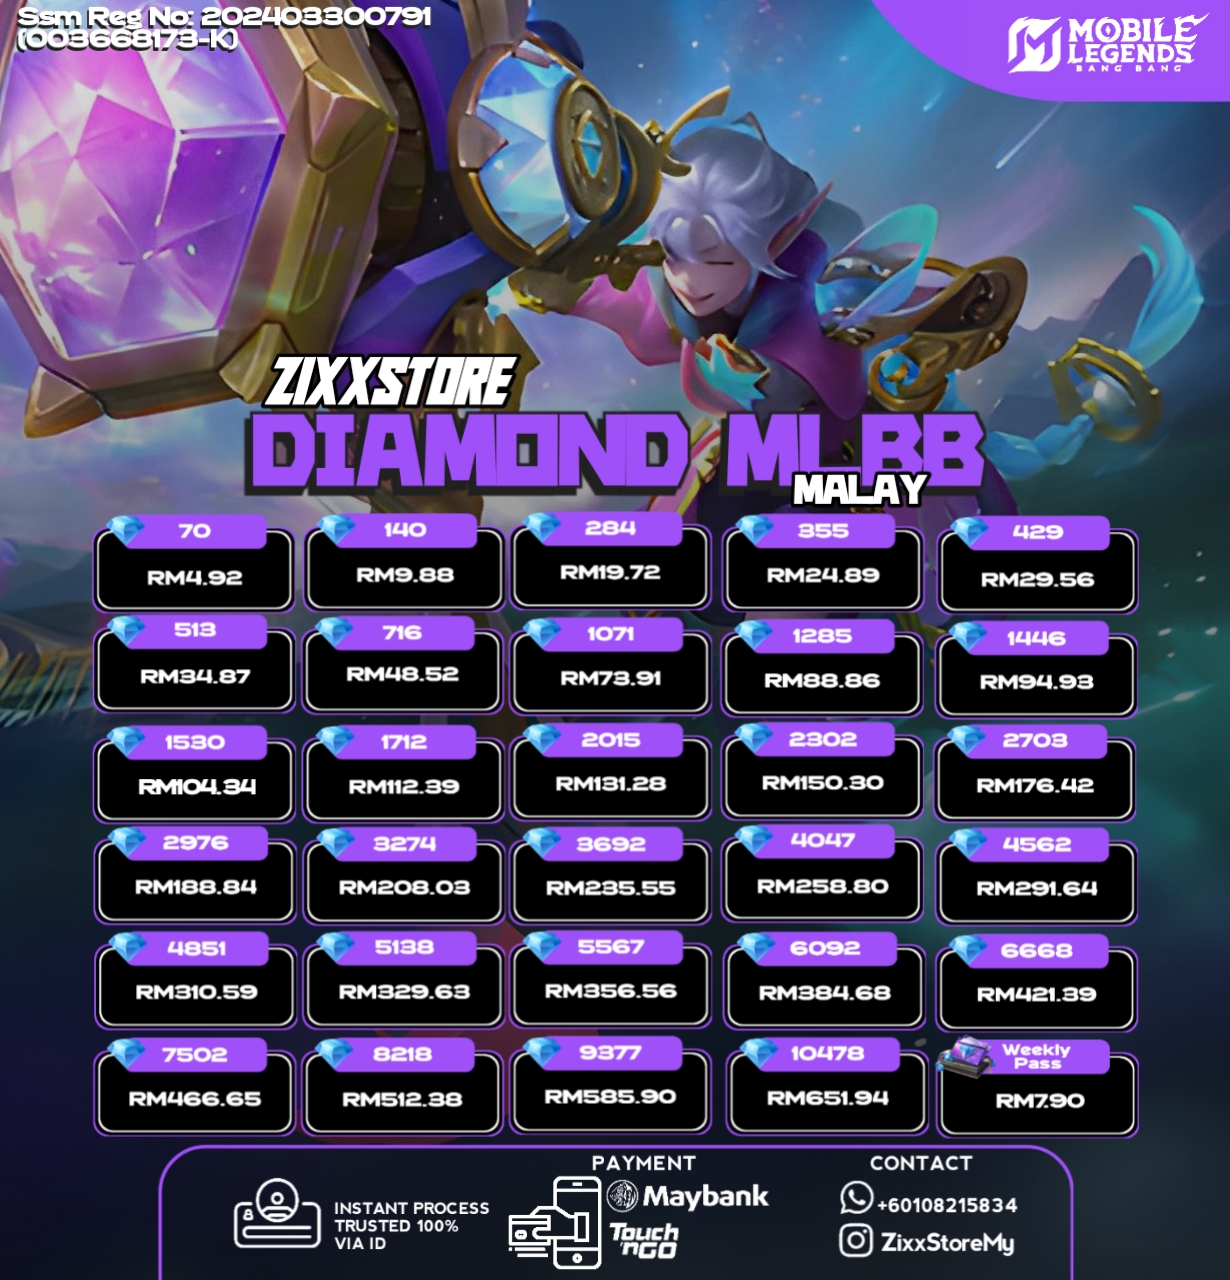 Ssm Reg No: 202403300791
(003668173-K)
MOBILE
LEGENDS
BANG BANG
ZIXXSTORE
DIAMOND MLBB
MALAY
70 140 284 355 429
RM4.92 RM9.88 RM19.72 RM24.89 RM29.56
513 716 1071 1285 1446
RM34.87 RM48.52 RM73.91 RM88.86 RM94.93
1530 1712 2015 2302 2703
RM104.34 RM112.39 RM131.28 RM150.30 RM176.42
2976 3274 3692 4047 4562
RM188.84 RM208.03 RM235.55 RM258.80 RM291.64
4851 5138 5567 6092 6668
RM310.59 RM329.63 RM356.56 RM384.68 RM421.39
7502 8218 9377 10478 Weekly
Pass
RM466.65 RM512.38 RM585.90 RM651.94 RM7.90
INSTANT PROCESS
TRUSTED 100%
VIA ID
PAYMENT
Maybank
Touch
'nGO
CONTACT
+60108215834
ZixxStoreMy